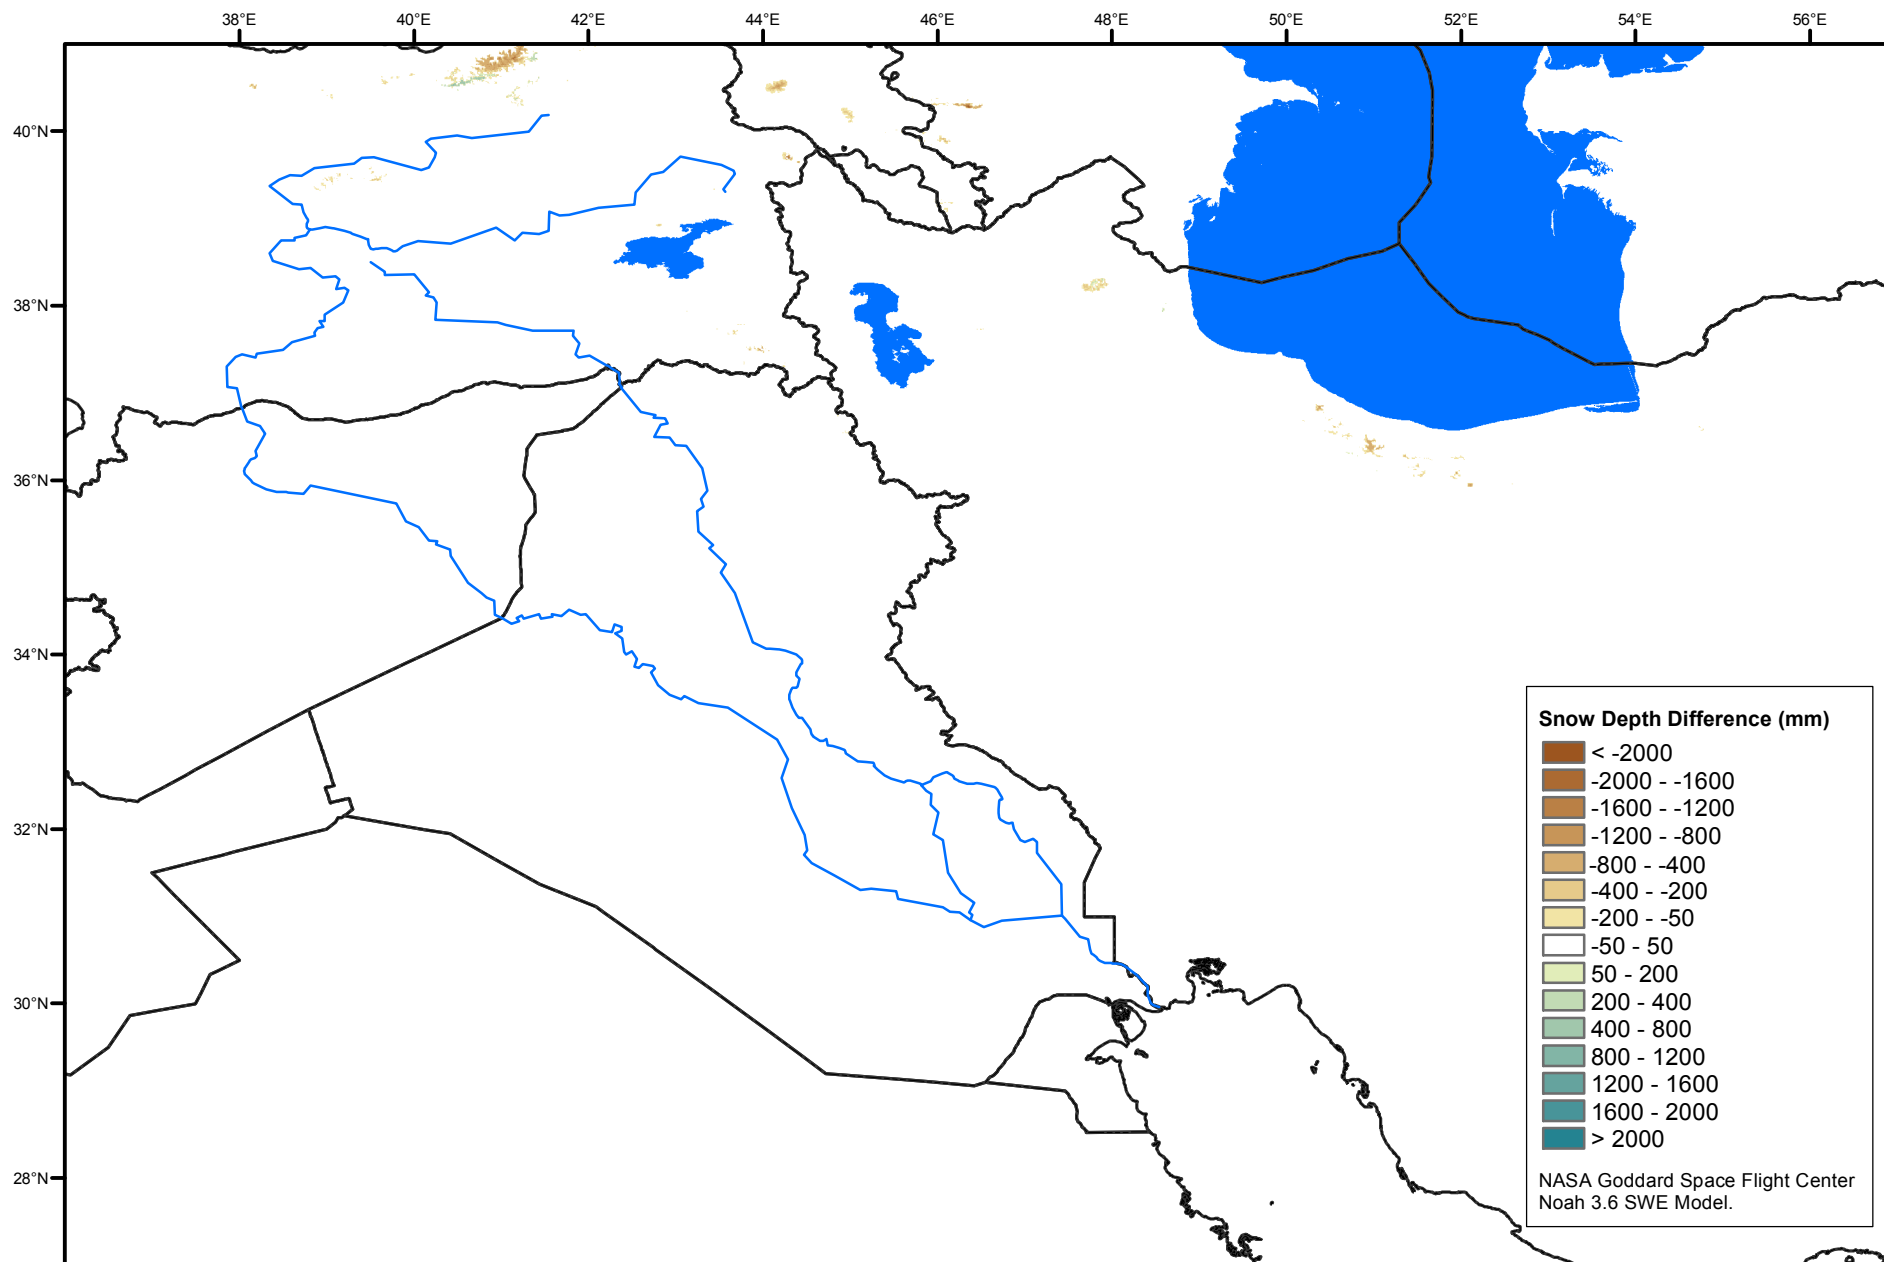 38°E 40°E 42°E 44°E 46°E 48°E 50°E 52°E 54°E 56°E
40°N
38°N
36°N
34°N
32°N
30°N
28°N
Snow Depth Difference (mm)
< -2000
-2000 - -1600
-1600 - -1200
-1200 - -800
-800 - -400
-400 - -200
-200 - -50
-50 - 50
50 - 200
200 - 400
400 - 800
800 - 1200
1200 - 1600
1600 - 2000
> 2000
NASA Goddard Space Flight Center
Noah 3.6 SWE Model.